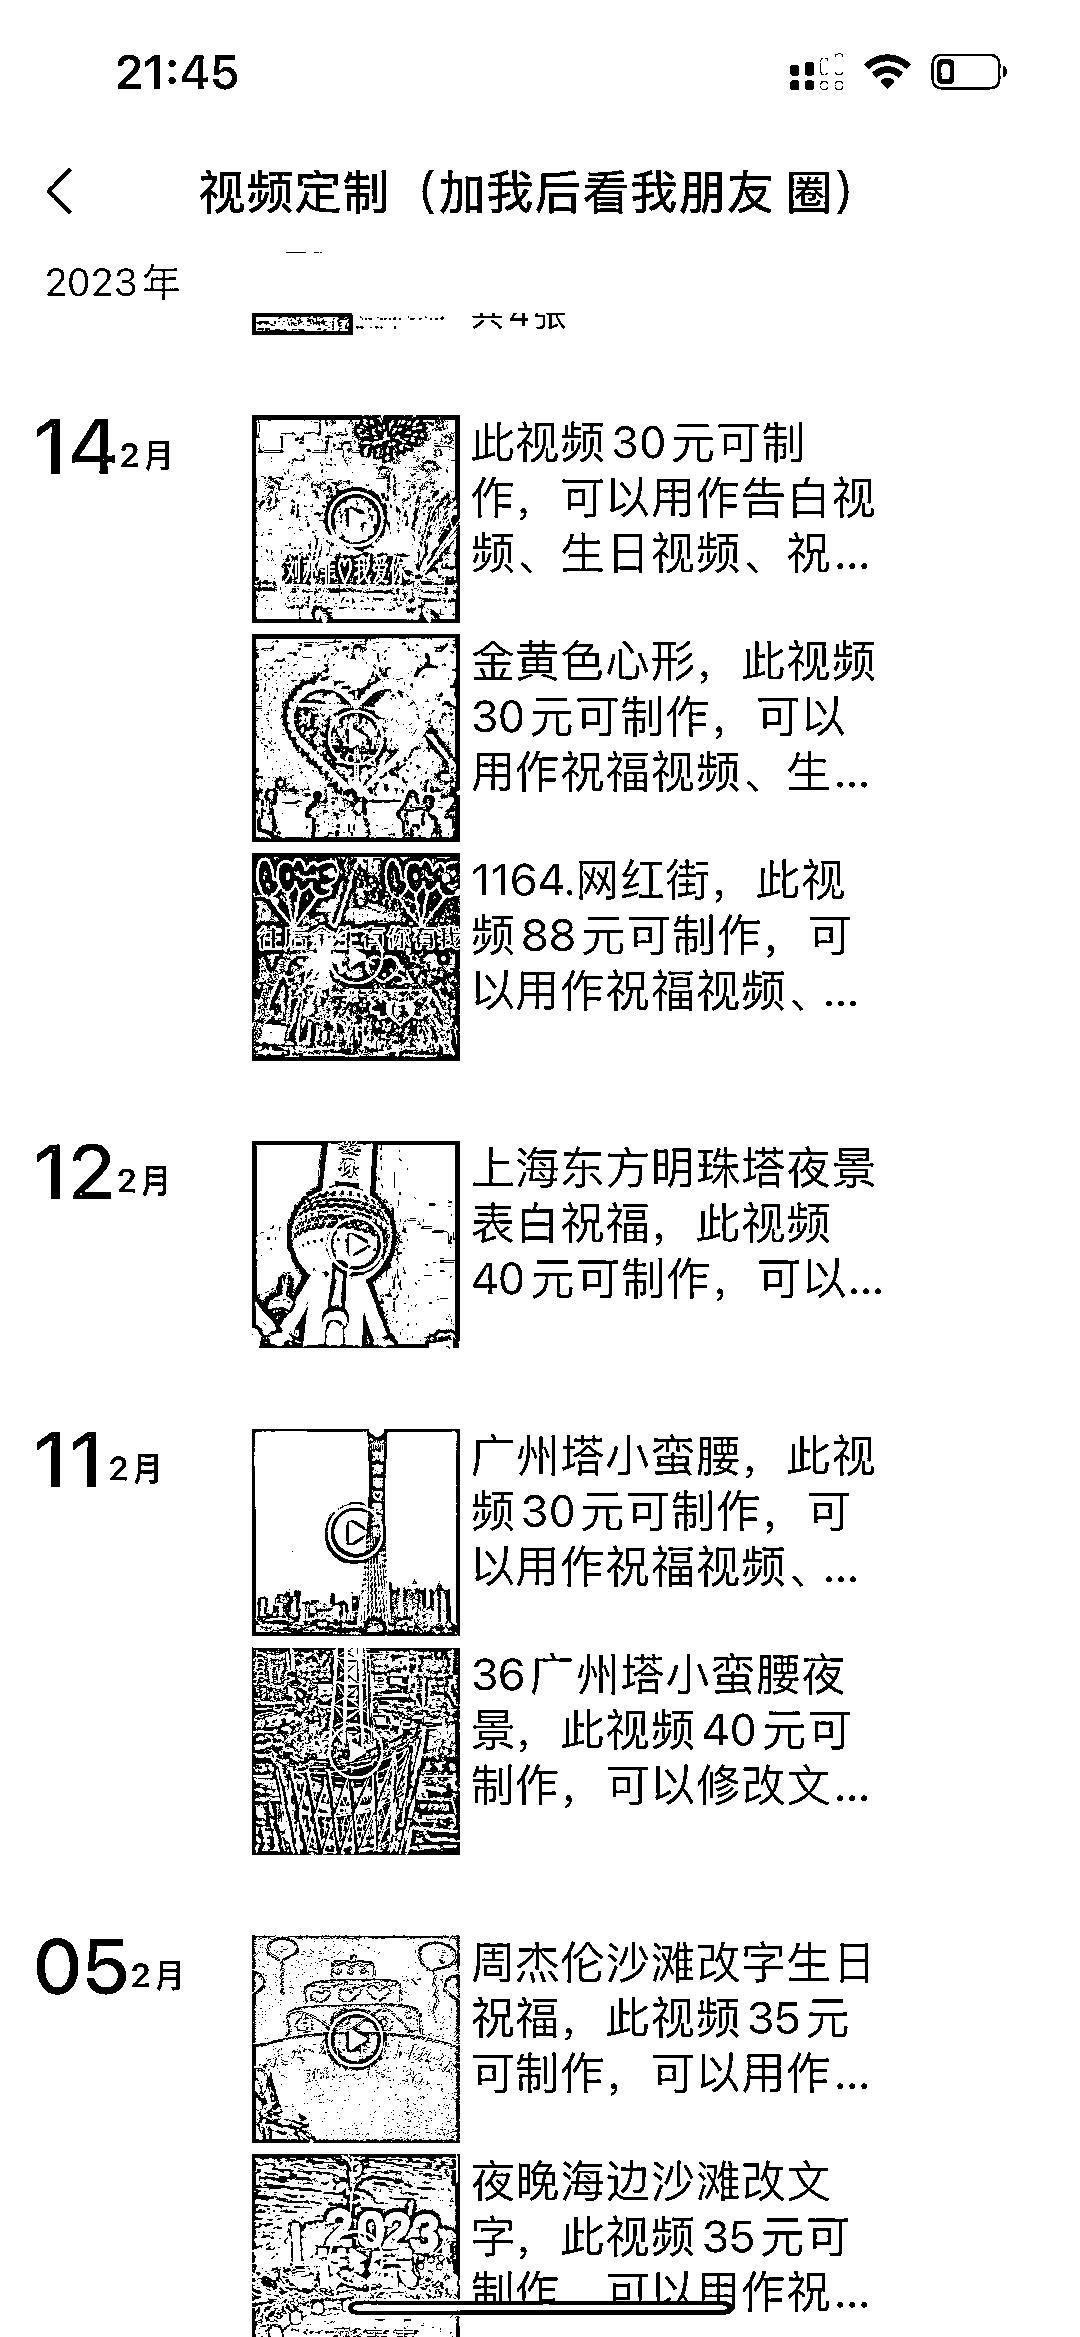 21:45
视频定制（加我后看我朋友 圈）
2023年
共4张
14 2月
此视频30元可制
作，可以用作告白视
频、生日视频、祝...
金黄色心形，此视频
30元可制作，可以
用作祝福视频、生...
LOVE LOVE
往后余生有你有我
1164.网红街，此视
频88元可制作，可
以用作祝福视频、...
12 2月
上海东方明珠塔夜景
表白祝福，此视频
40元可制作，可以...
11 2月
广州塔小蛮腰，此视
频30元可制作，可
以用作祝福视频、...
36广州塔小蛮腰夜
景，此视频40元可
制作，可以修改文...
05 2月
周杰伦沙滩改字生日
祝福，此视频35元
可制作，可以用作...
2023
夜晚海边沙滩改文
字，此视频35元可
制作，可以用作祝...